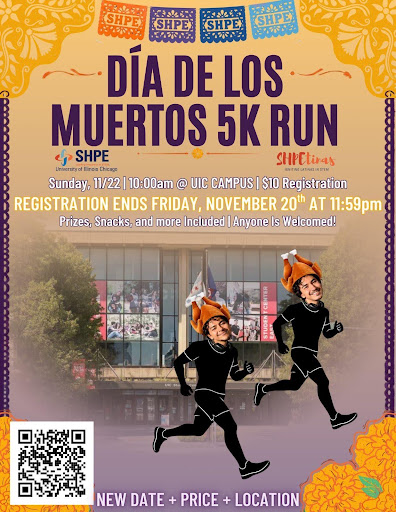 SHPE SHPE SHPE SHPE
DÍA DE LOS
MUERTOS 5K RUN
SHPE
University of Illinois Chicago
SHPEtinas
Sunday, 11/22 | 10:00am @ UIC CAMPUS | $10 Registration
REGISTRATION ENDS FRIDAY, NOVEMBER 20th AT 11:59pm
Prizes, Snacks, and more Included | Anyone Is Welcomed!
NEW DATE + PRICE + LOCATION